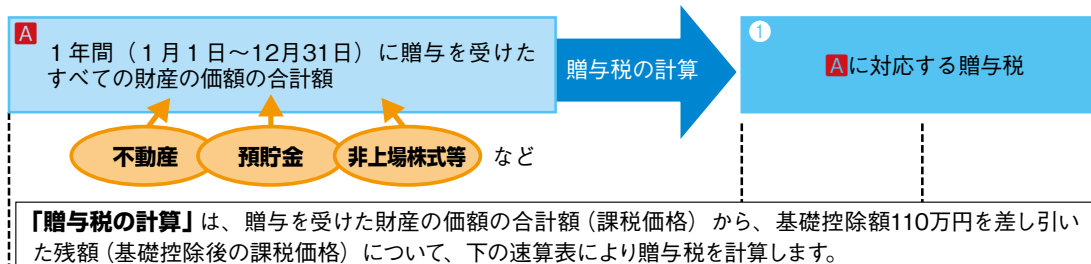 A
1年間（1月1日～12月31日）に贈与を受けた
すべての財産の価額の合計額
贈与税の計算
1
Aに対応する贈与税
不動産 預貯金 非上場株式等 など
「贈与税の計算」は、贈与を受けた財産の価額の合計額（課税価格）から、基礎控除額110万円を差し引い
た残額（基礎控除後の課税価格）について、下の速算表により贈与税を計算します。